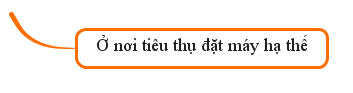 Ở nơi tiêu thụ đặt máy hạ thế